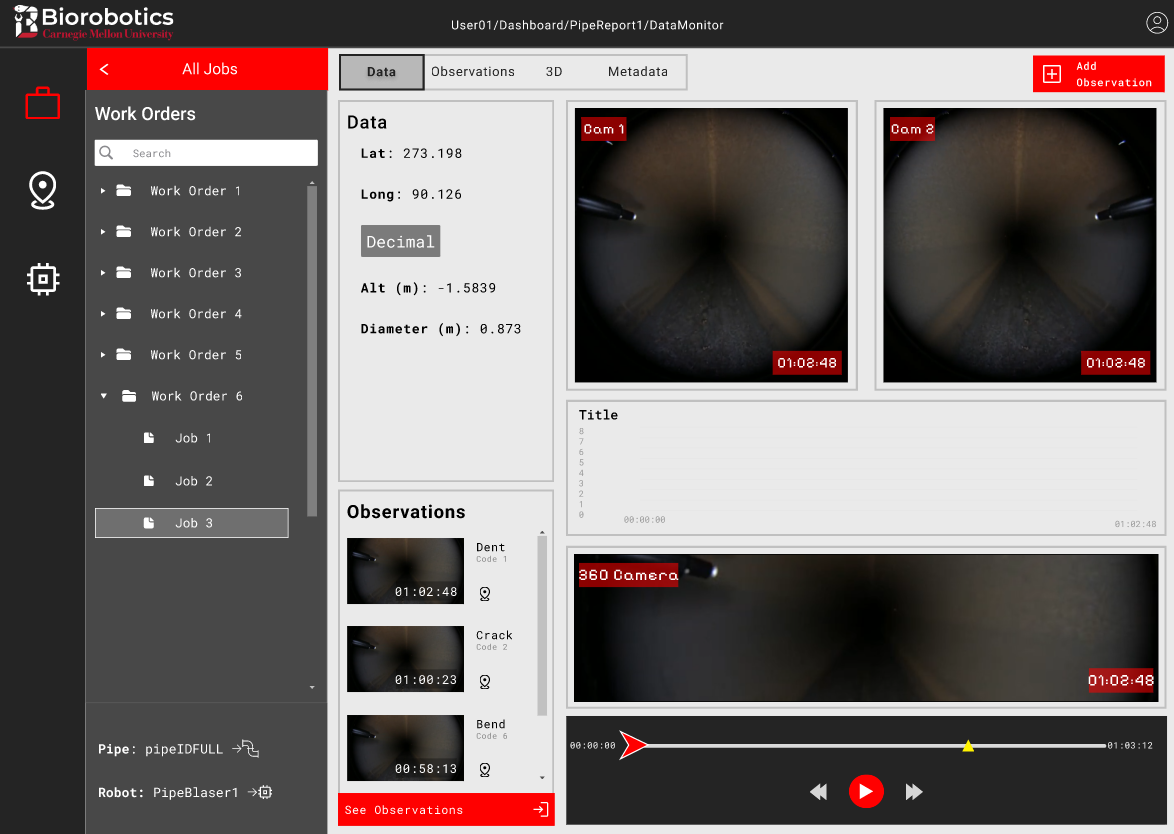 Biorobotics
Carnegie Mellon University
User01/Dashboard/PipeReport1/DataMonitor
All Jobs
Work Orders
Search
Work Order 1
Work Order 2
Work Order 3
Work Order 4
Work Order 5
Work Order 6
Job 1
Job 2
Job 3
Pipe: pipeIDFULL
Robot: PipeBlaser1
Data
Observations
3D
Metadata
Add
Observation
Data
Lat: 273.198
Long: 90.126
Decimal
Alt (m): -1.5839
Diameter (m): 0.873
Observations
Dent
Code 1
01:02:48
Crack
Code 2
01:00:23
Bend
Code 6
00:58:13
See Observations
Cam 1
01:02:48
Cam 2
01:02:48
Title
8
7
6
5
4
3
2
1
0
00:00:00
01:02:48
360 Camera
01:02:48
00:00:00
01:03:12